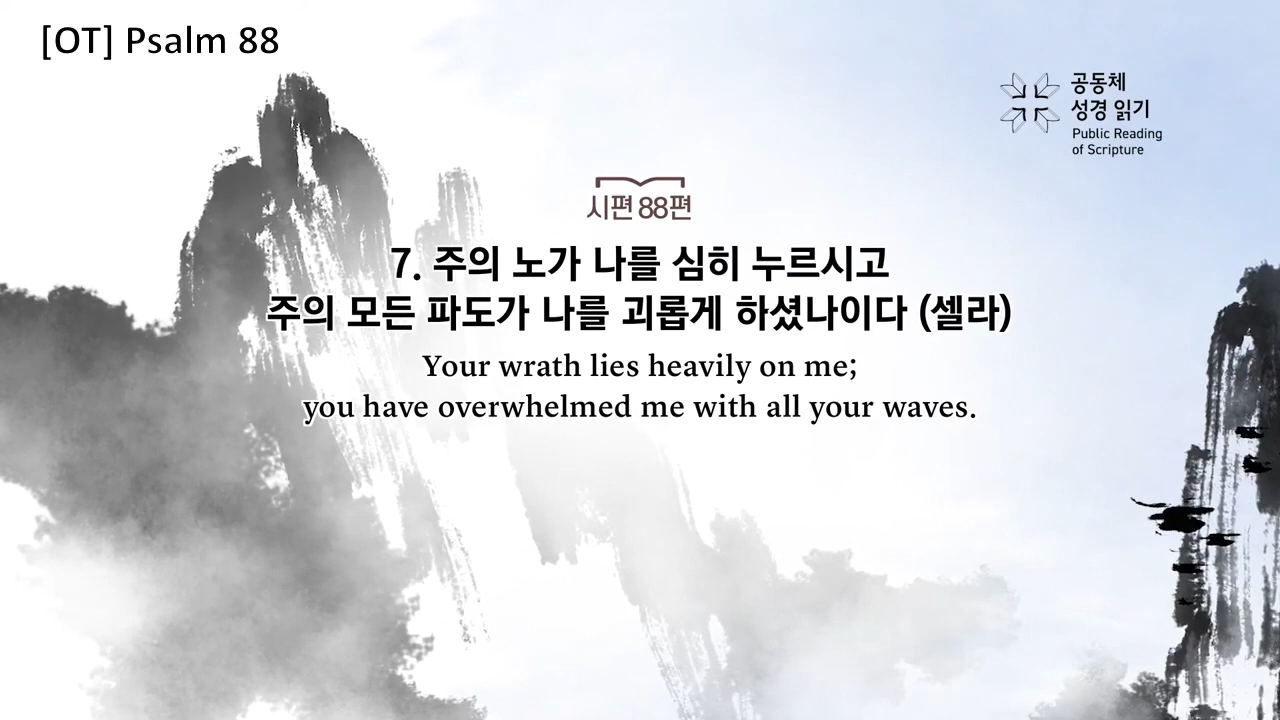 [OT] Psalm 88
공동체
성경 읽기
Public Reading
of Scripture
시편 88편
7. 주의 노가 나를 심히 누르시고
주의 모든 파도가 나를 괴롭게 하셨나이다 (셀라)
Your wrath lies heavily on me;
you have overwhelmed me with all your waves.